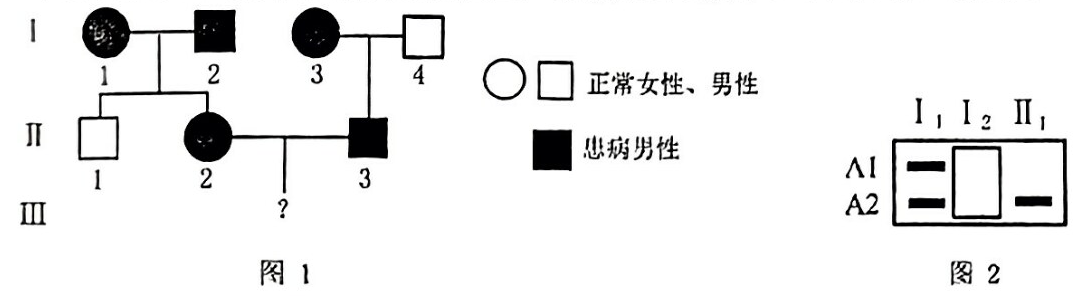 I
1 2 3 4
正常女性、男性
II
1 2 3
患病男性
III
?
图 1
I₁ I₂ II₁
A1
A2
图 2